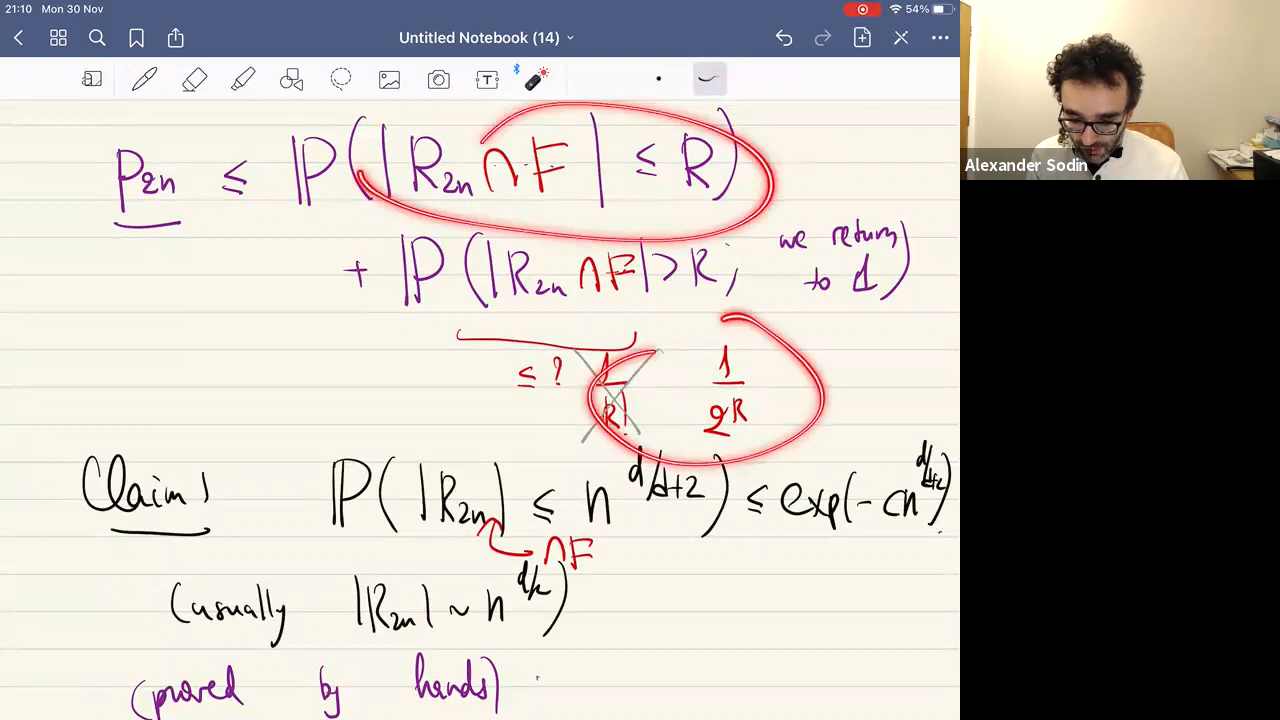 21:10 Mon 30 Nov
54%
Untitled Notebook (14)
Alexander Sodin
P2n ≤ ℙ(|R2n ∩ F| ≤ R)
+ ℙ(|R2n ∩ F| > R; we return to 1)
≤ ? 1/R! 1/2^R
Claim! ℙ(|R2n| ≤ n^{d/d+2}) ≤ exp(-cn^{d/d+2})
∩F
(usually |R2n| ~ n^{d/2})
(proved by hands)